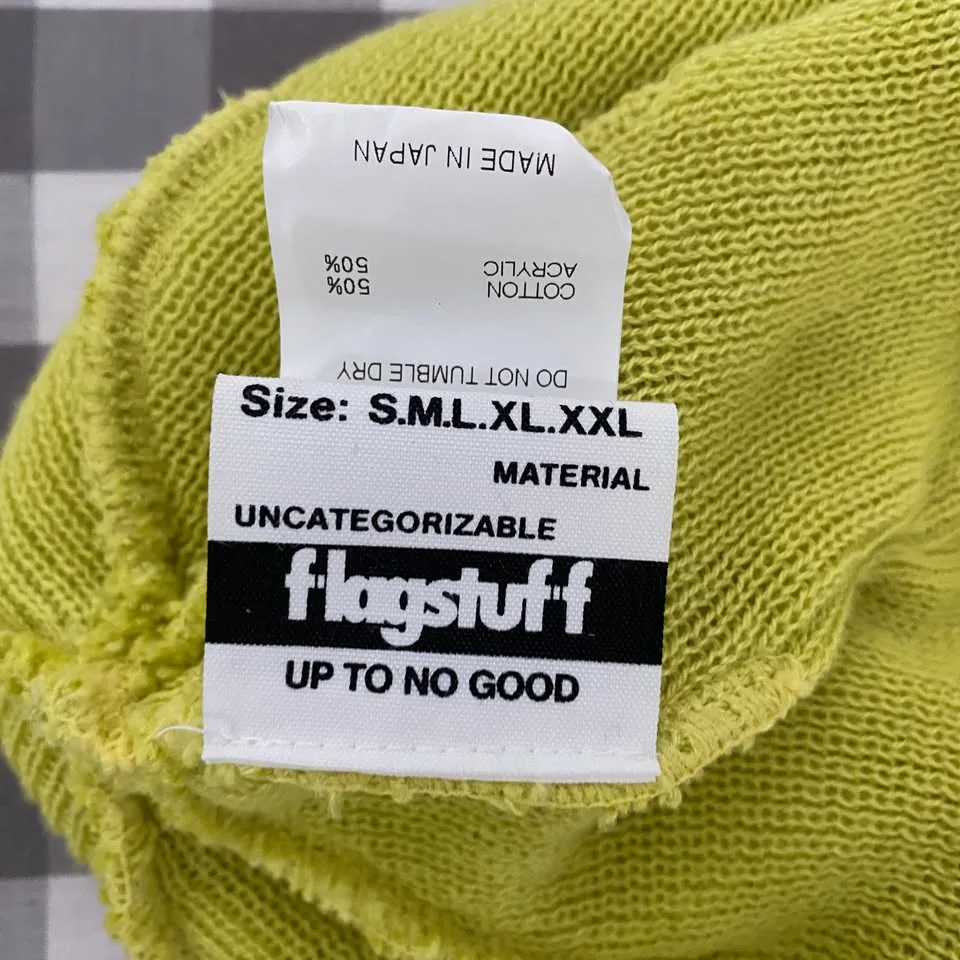 MADE IN JAPAN
ACRYLIC 50%
COTTON 50%
DO NOT TUMBLE DRY
Size: S.M.L.XL.XXL
MATERIAL
UNCATEGORIZABLE
f-lagstuf-f
UP TO NO GOOD